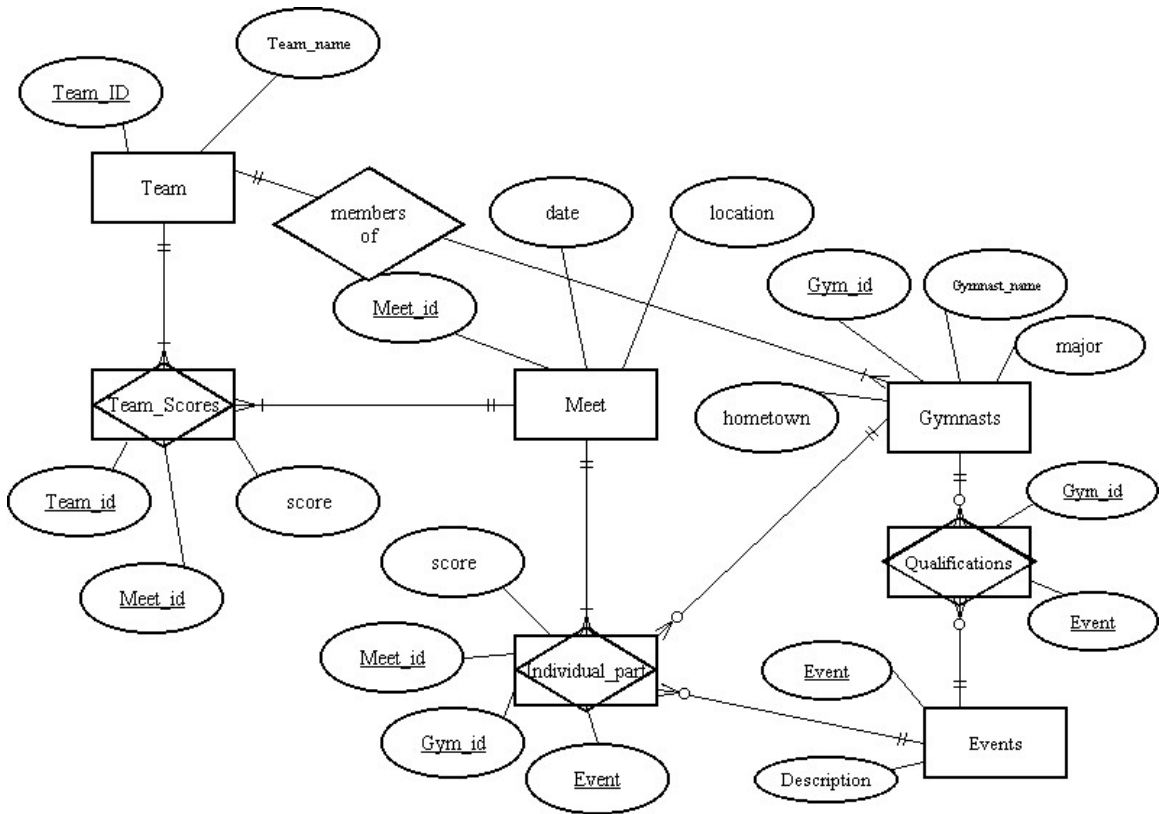 Team_name
Team_ID
Team
members
of
date
location
Meet_id
Gym_id
Gymnast_name
major
Team_Scores
Meet
hometown
Gymnasts
Team_id
score
Gym_id
score
Qualifications
Meet_id
Event
Meet_id
Individual_part
Event
Gym_id
Events
Event
Description